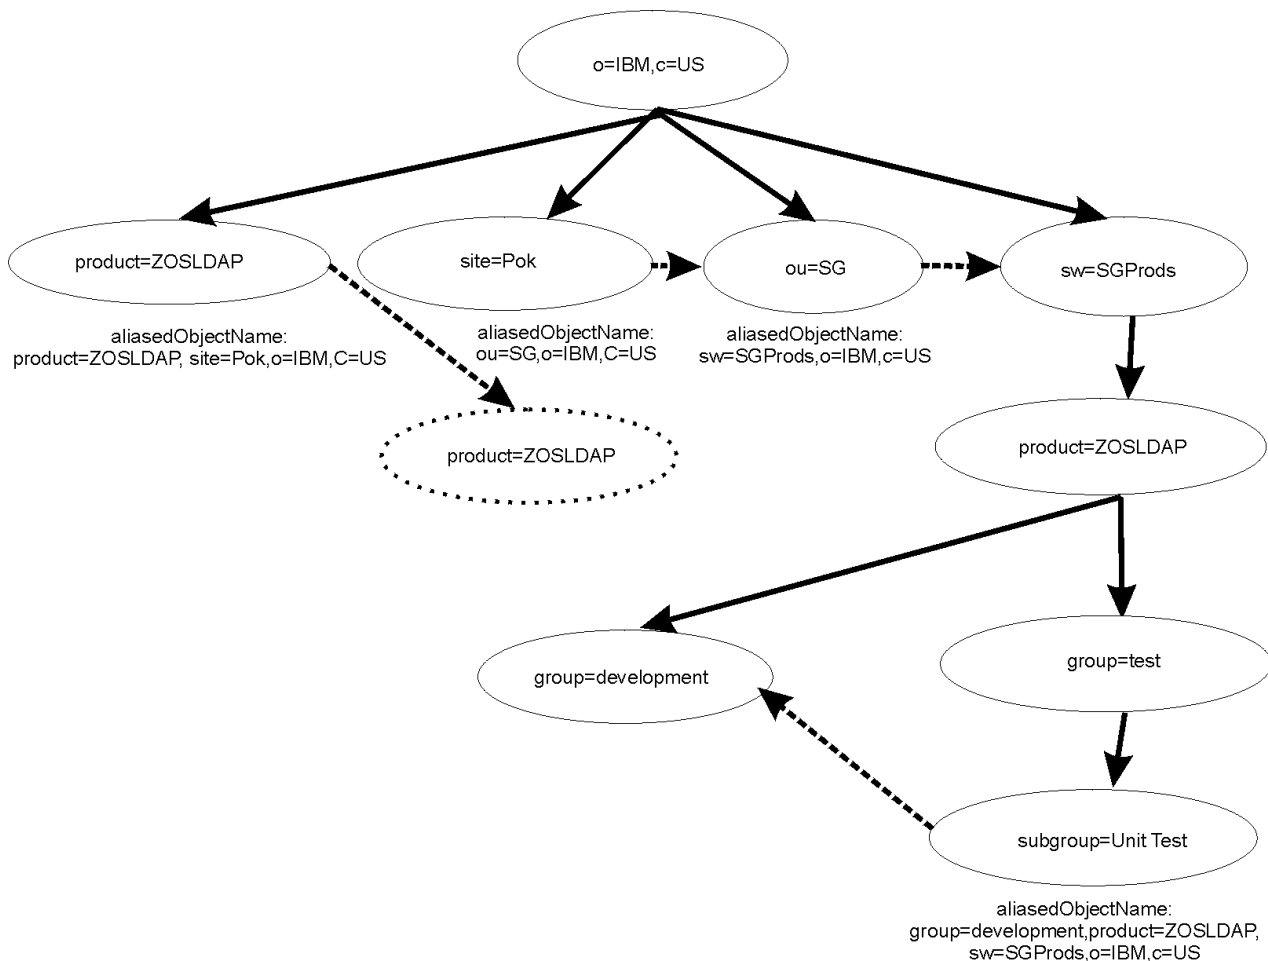 o=IBM,c=US
product=ZOSLDAP
site=Pok
ou=SG
sw=SGProds
aliasedObjectName:
product=ZOSLDAP, site=Pok,o=IBM,C=US
aliasedObjectName:
ou=SG,o=IBM,C=US
aliasedObjectName:
sw=SGProds,o=IBM,c=US
product=ZOSLDAP
product=ZOSLDAP
group=development
group=test
subgroup=Unit Test
aliasedObjectName:
group=development,product=ZOSLDAP,
sw=SGProds,o=IBM,c=US